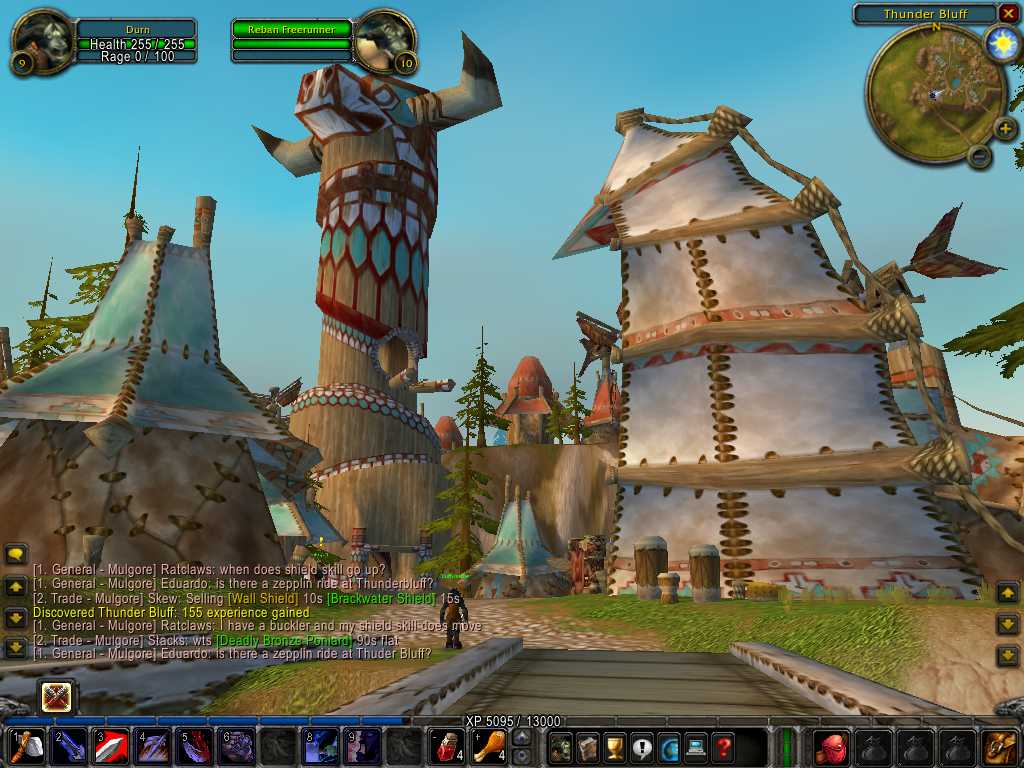 Durn
Health 255 / 255
Rage 0 / 100
9
Reban Freerunner
10
Thunder Bluff
N
[1. General - Mulgore] Ratclaws: when does shield skill go up?
[1. General - Mulgore] Eduardo: is there a zepplin ride at Thunderbluff?
[2. Trade - Mulgore] Skew: Selling [Wall Shield] 10s [Brackwater Shield] 15s
Discovered Thunder Bluff: 155 experience gained
[1. General - Mulgore] Ratclaws: I have a buckler and my shield skill does move
[2. Trade - Mulgore] Slacks: wts [Deadly Bronze Poniard] 90s flat
[1. General - Mulgore] Eduardo: is there a zepplin ride at Thuder Bluff?
XP 5095 / 13000
1 2 3 4 5 6 8 9 - 4 + 4